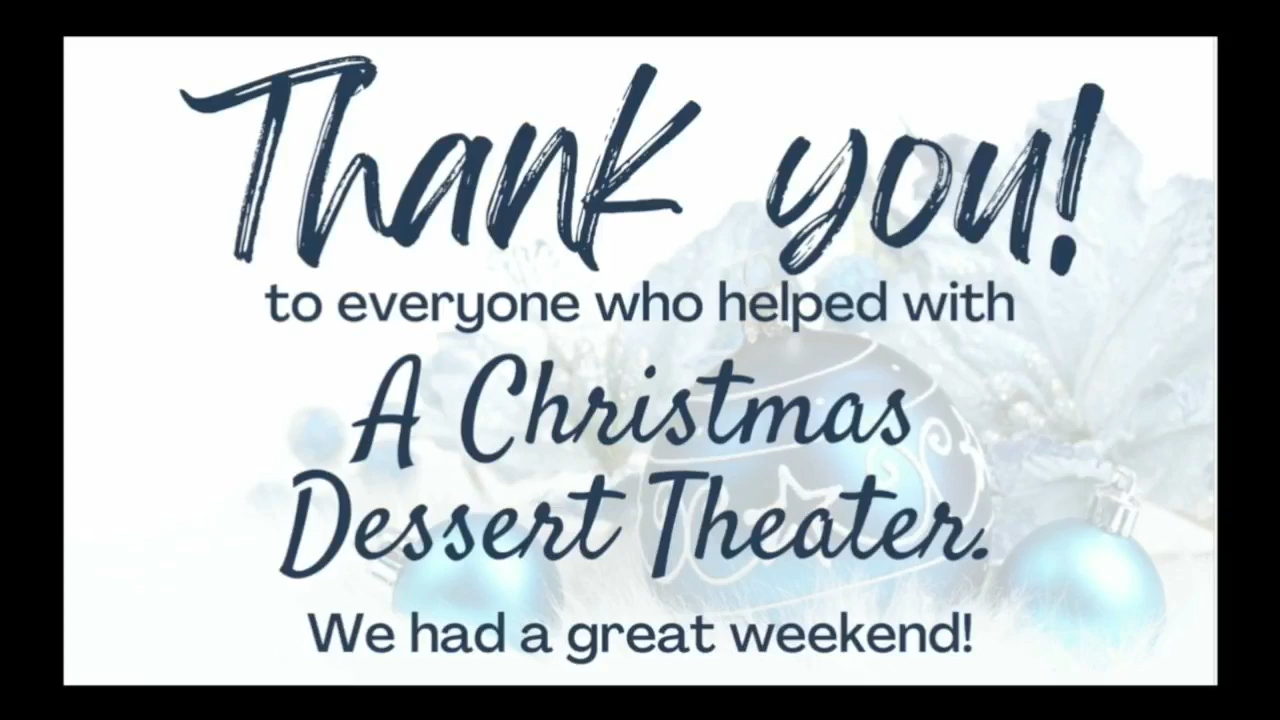 Thank you!
to everyone who helped with
A Christmas
Dessert Theater.
We had a great weekend!